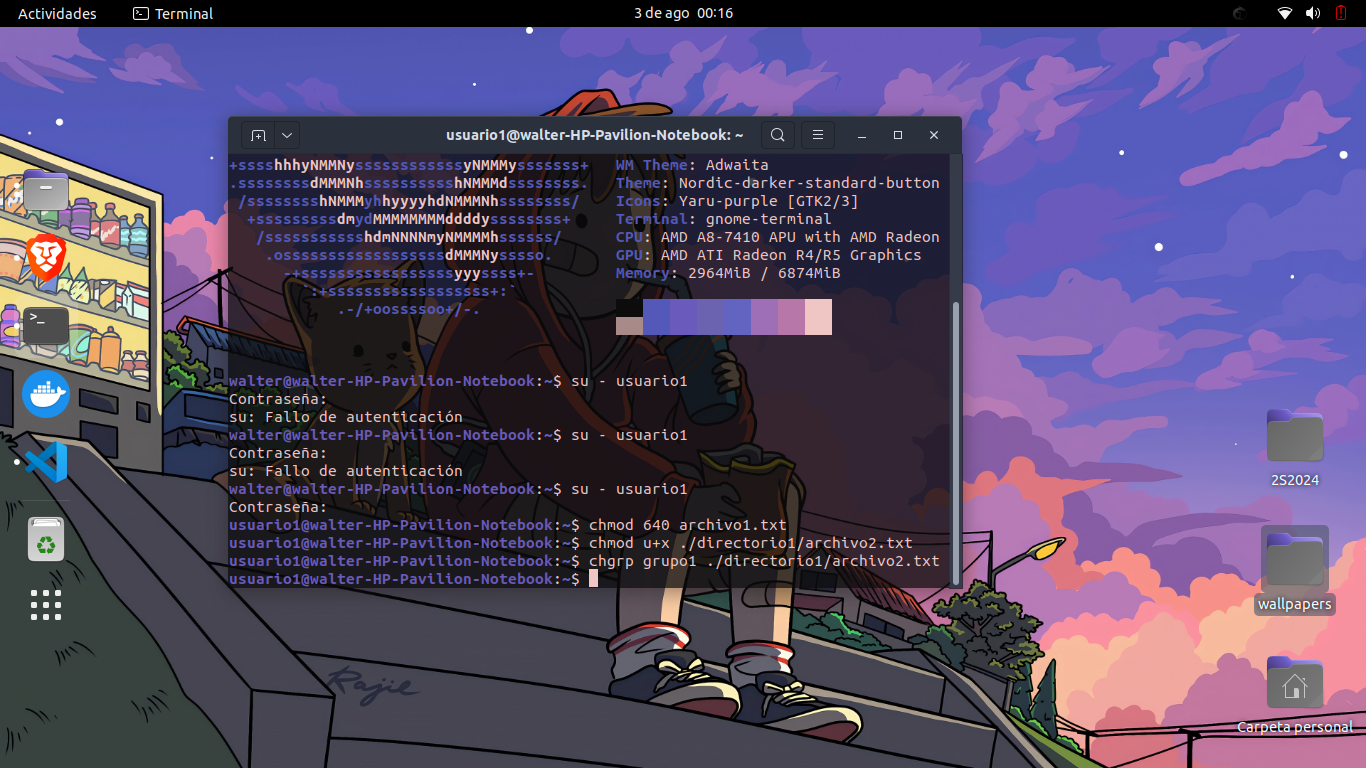 Actividades
Terminal
3 de ago 00:16
usuario1@walter-HP-Pavilion-Notebook: ~
+sssshhhyNMMNyssssssssssssyNMMMysssssss+
.ssssssssdMMMNhsssssssssshNMMMdssssssss.
/sssssssshNMMMyhhyyyyhdNMMMNhssssssss/
+sssssssssdmydMMMMMMMMddddyssssssss+
/ssssssssssshdmNNNNmyNMMMMhssssss/
.ossssssssssssssssssdMMMNysssso.
-+sssssssssssssssssyyyssss+-
`:+ssssssssssssssssss+:`
.-/+oossssoo+/-.
WM Theme: Adwaita
Theme: Nordic-darker-standard-button
Icons: Yaru-purple [GTK2/3]
Terminal: gnome-terminal
CPU: AMD A8-7410 APU with AMD Radeon
GPU: AMD ATI Radeon R4/R5 Graphics
Memory: 2964MiB / 6874MiB
walter@walter-HP-Pavilion-Notebook:~$ su - usuario1
Contraseña:
su: Fallo de autenticación
walter@walter-HP-Pavilion-Notebook:~$ su - usuario1
Contraseña:
su: Fallo de autenticación
walter@walter-HP-Pavilion-Notebook:~$ su - usuario1
Contraseña:
usuario1@walter-HP-Pavilion-Notebook:~$ chmod 640 archivo1.txt
usuario1@walter-HP-Pavilion-Notebook:~$ chmod u+x ./directorio1/archivo2.txt
usuario1@walter-HP-Pavilion-Notebook:~$ chgrp grupo1 ./directorio1/archivo2.txt
usuario1@walter-HP-Pavilion-Notebook:~$
2S2024
wallpapers
Carpeta personal
Rajie